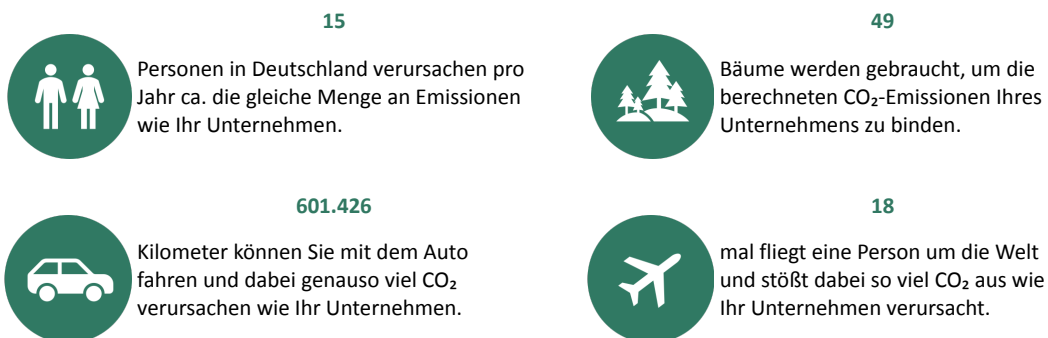 15
Personen in Deutschland verursachen pro
Jahr ca. die gleiche Menge an Emissionen
wie Ihr Unternehmen.
49
Bäume werden gebraucht, um die
berechneten CO₂-Emissionen Ihres
Unternehmens zu binden.
601.426
Kilometer können Sie mit dem Auto
fahren und dabei genauso viel CO₂
verursachen wie Ihr Unternehmen.
18
mal fliegt eine Person um die Welt
und stößt dabei so viel CO₂ aus wie
Ihr Unternehmen verursacht.